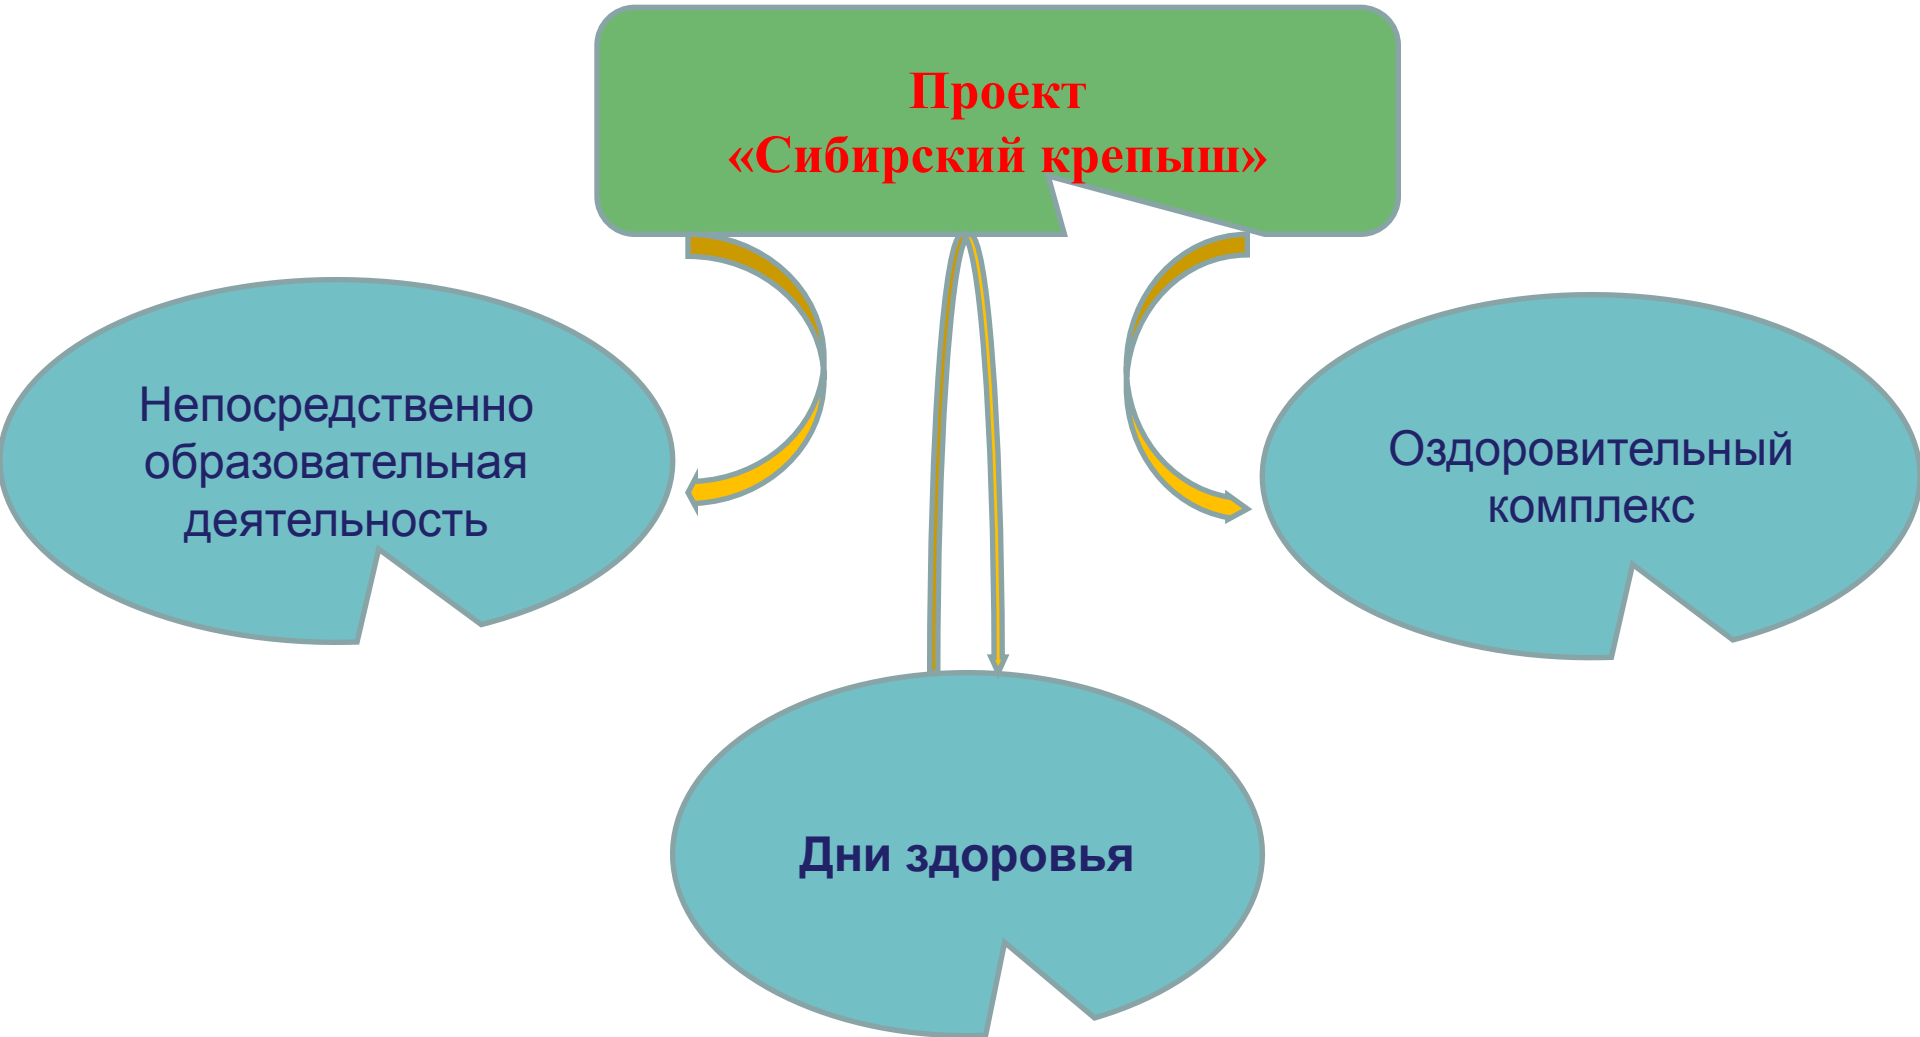 Проект
«Сибирский крепыш»
Непосредственно
образовательная
деятельность
Оздоровительный
комплекс
Дни здоровья